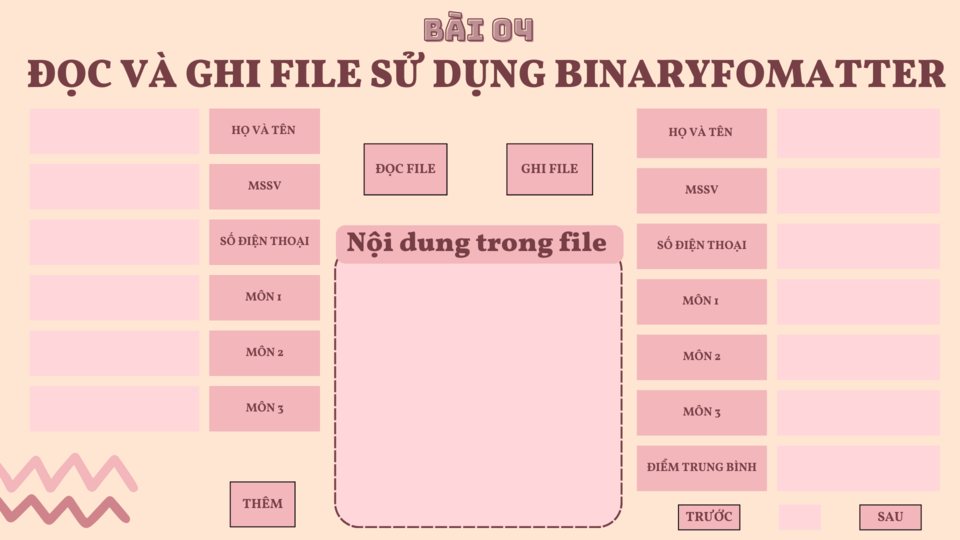 BÀI 04
ĐỌC VÀ GHI FILE SỬ DỤNG BINARYFOMATTER
HỌ VÀ TÊN
MSSV
SỐ ĐIỆN THOẠI
MÔN 1
MÔN 2
MÔN 3
THÊM
ĐỌC FILE
GHI FILE
Nội dung trong file
HỌ VÀ TÊN
MSSV
SỐ ĐIỆN THOẠI
MÔN 1
MÔN 2
MÔN 3
ĐIỂM TRUNG BÌNH
TRƯỚC
SAU